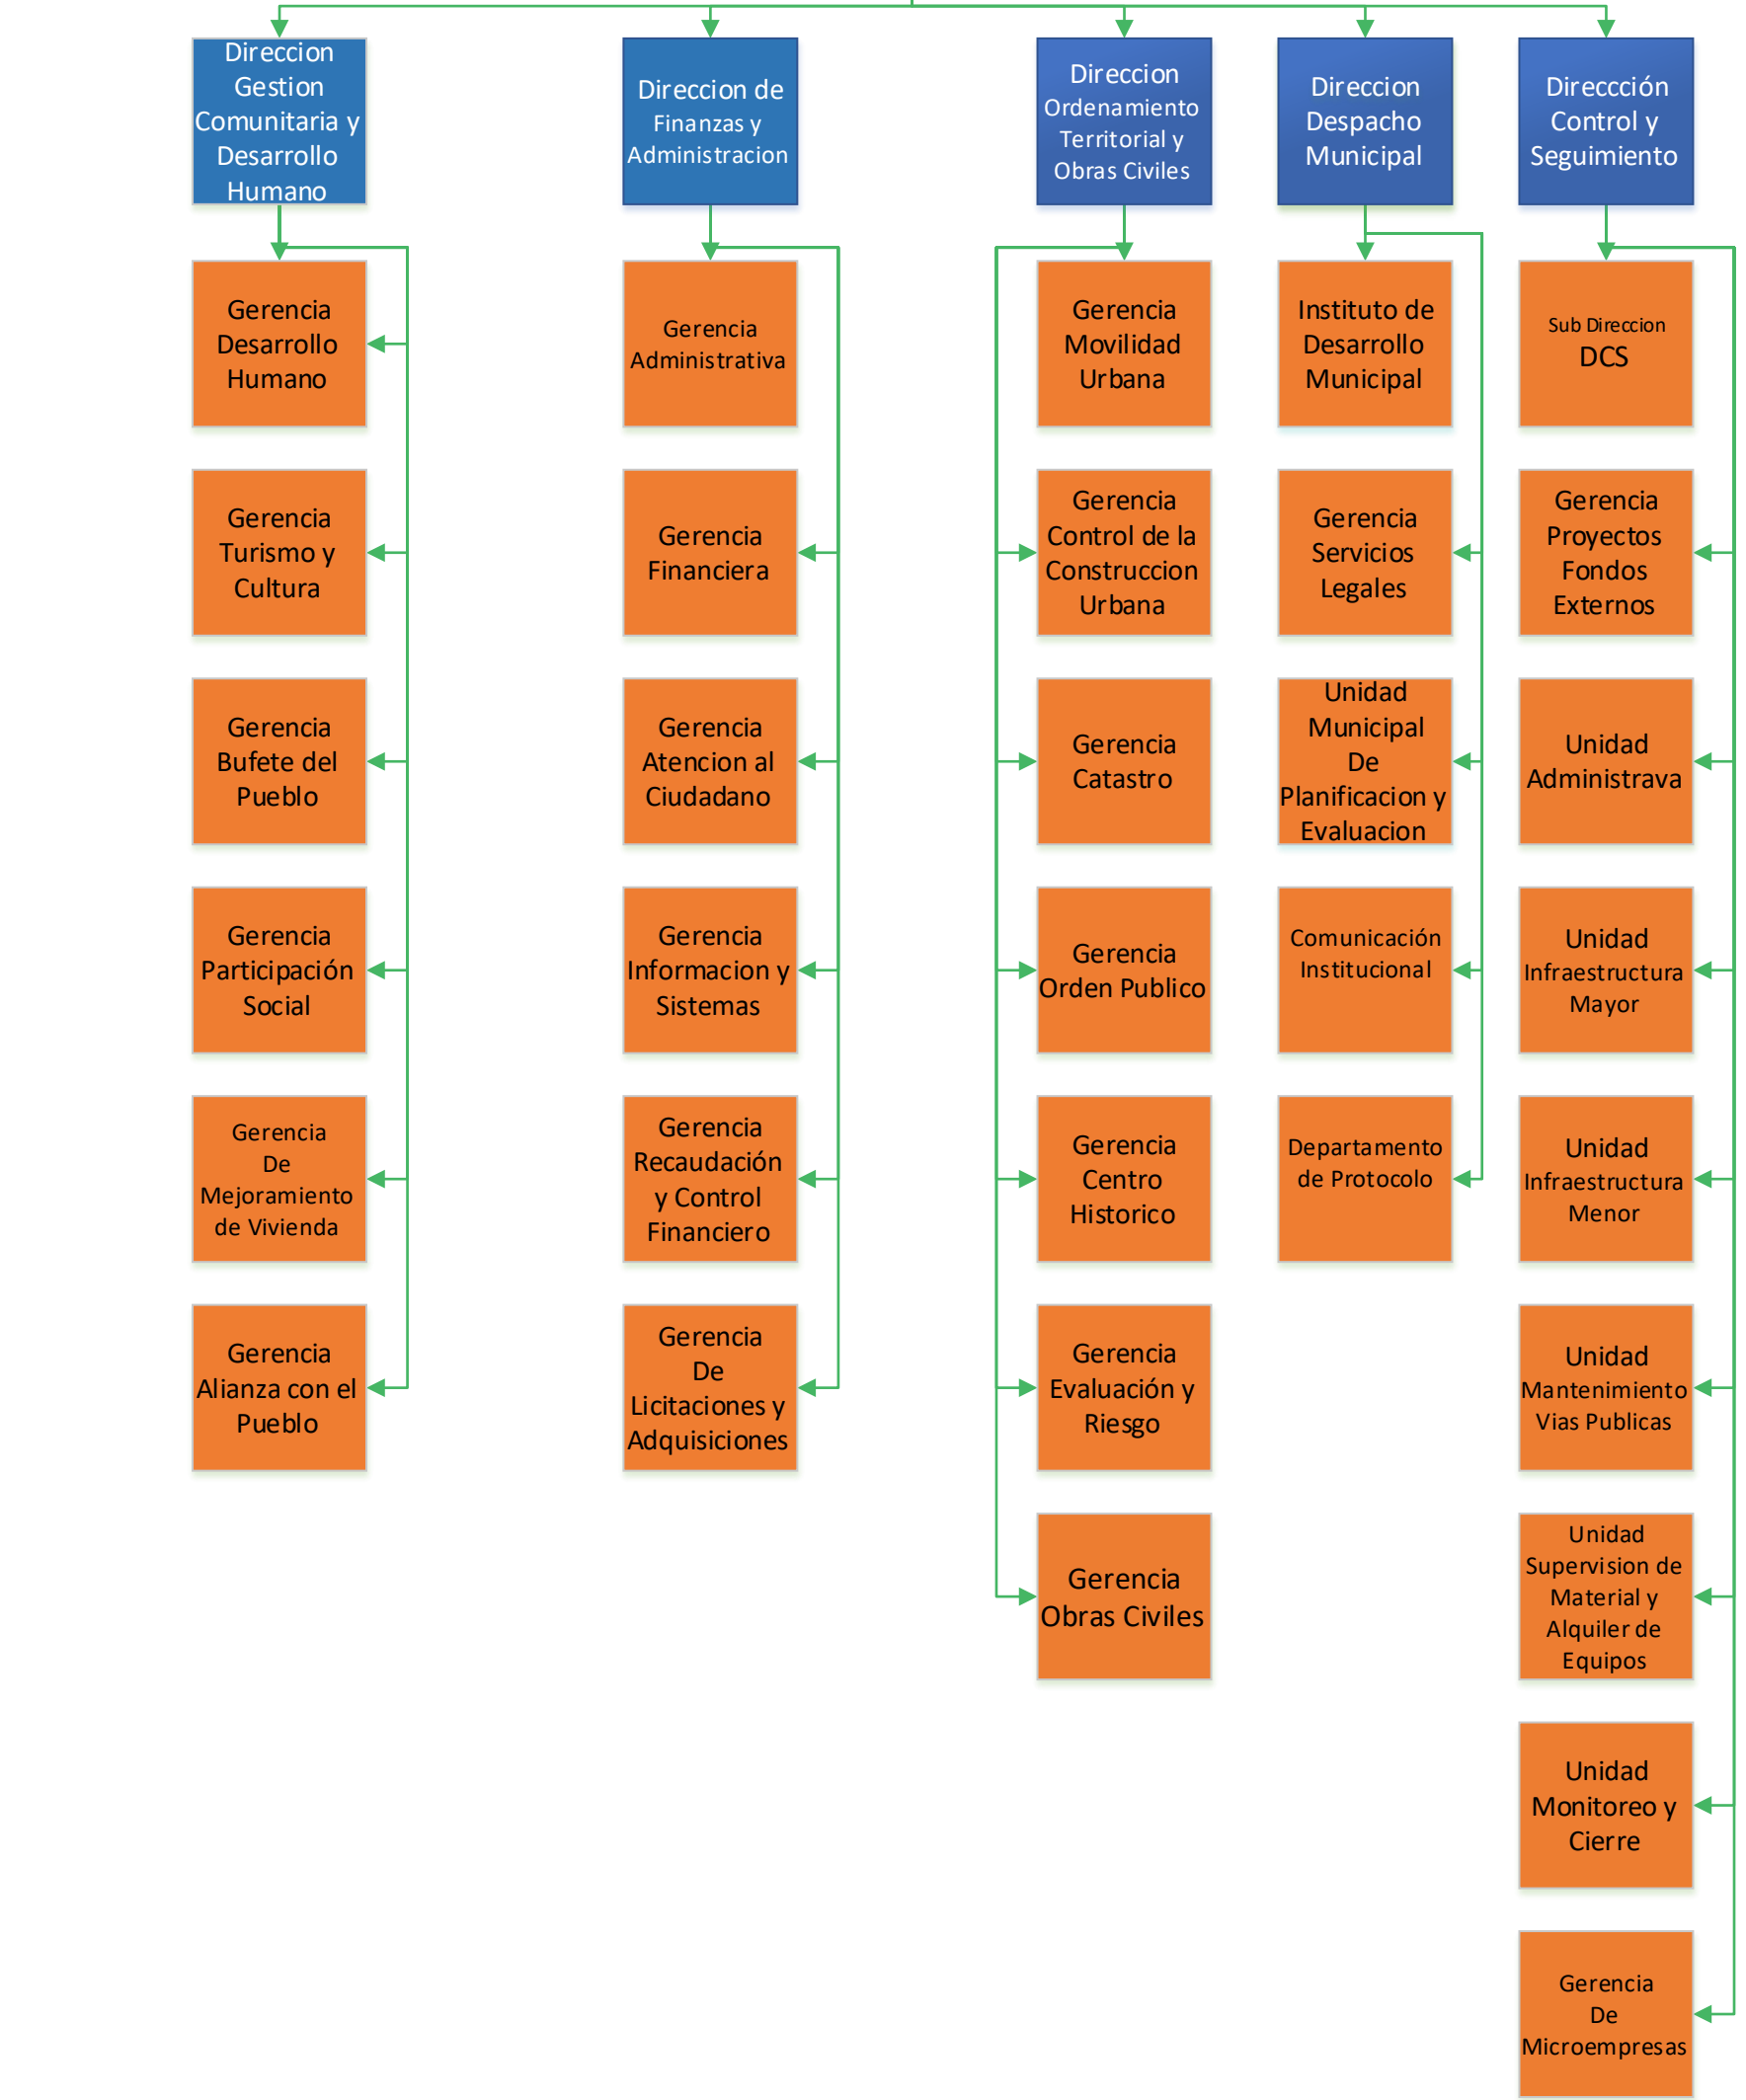 Direccion
Gestion
Comunitaria y
Desarrollo
Humano
Direccion de
Finanzas y
Administracion
Direccion
Ordenamiento
Territorial y
Obras Civiles
Direccion
Despacho
Municipal
Direccción
Control y
Seguimiento
Gerencia
Desarrollo
Humano
Gerencia
Administrativa
Gerencia
Movilidad
Urbana
Instituto de
Desarrollo
Municipal
Sub Direccion
DCS
Gerencia
Turismo y
Cultura
Gerencia
Financiera
Gerencia
Control de la
Construccion
Urbana
Gerencia
Servicios
Legales
Gerencia
Proyectos
Fondos
Externos
Gerencia
Bufete del
Pueblo
Gerencia
Atencion al
Ciudadano
Gerencia
Catastro
Unidad
Municipal
De
Planificacion y
Evaluacion
Unidad
Administrava
Gerencia
Participación
Social
Gerencia
Informacion y
Sistemas
Gerencia
Orden Publico
Comunicación
Institucional
Unidad
Infraestructura
Mayor
Gerencia
De
Mejoramiento
de Vivienda
Gerencia
Recaudación
y Control
Financiero
Gerencia
Centro
Historico
Departamento
de Protocolo
Unidad
Infraestructura
Menor
Gerencia
Alianza con el
Pueblo
Gerencia
De
Licitaciones y
Adquisiciones
Gerencia
Evaluación y
Riesgo
Unidad
Mantenimiento
Vias Publicas
Gerencia
Obras Civiles
Unidad
Supervision de
Material y
Alquiler de
Equipos
Unidad
Monitoreo y
Cierre
Gerencia
De
Microempresas